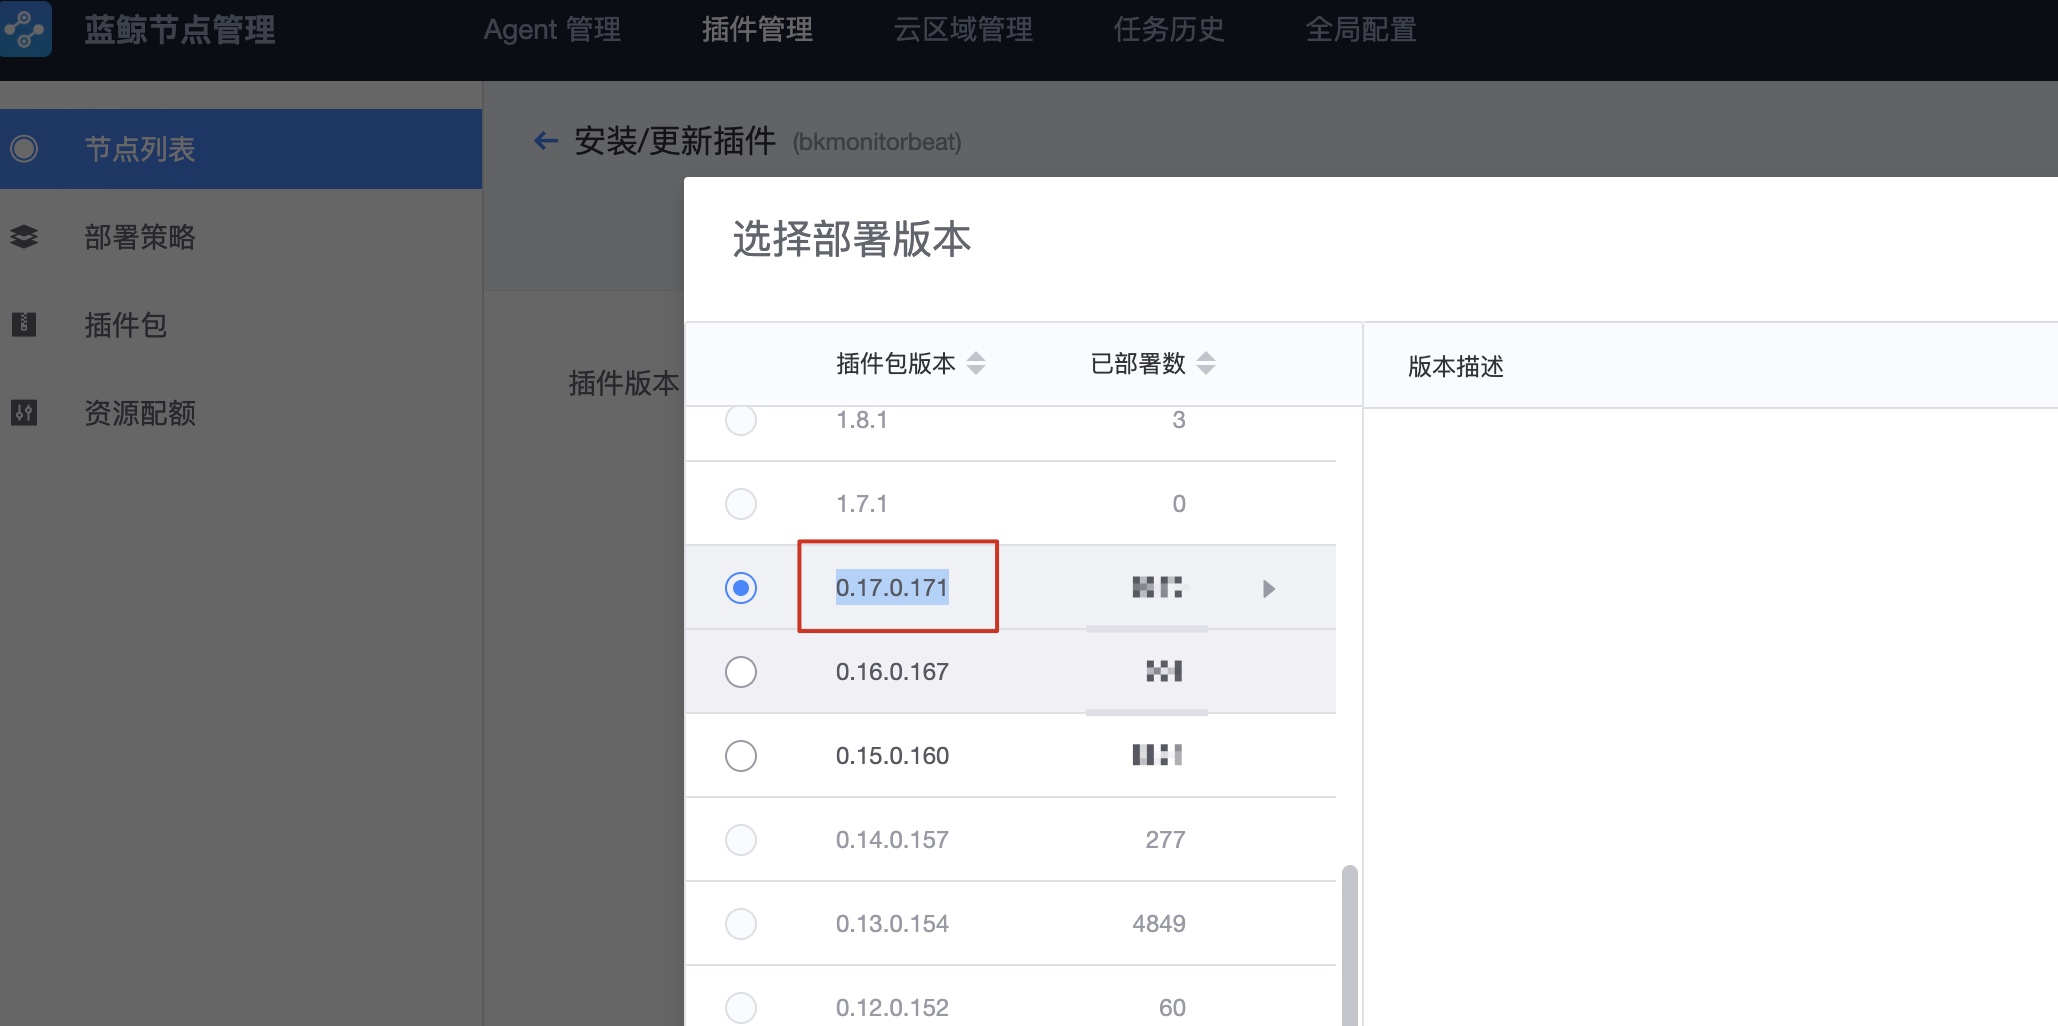 蓝鲸节点管理
Agent 管理
插件管理
云区域管理
任务历史
全局配置
节点列表
部署策略
插件包
资源配额
安装/更新插件 (bkmonitorbeat)
插件版本
选择部署版本
插件包版本 已部署数 版本描述
1.8.1 3
1.7.1 0
0.17.0.171
0.16.0.167
0.15.0.160
0.14.0.157 277
0.13.0.154 4849
0.12.0.152 60